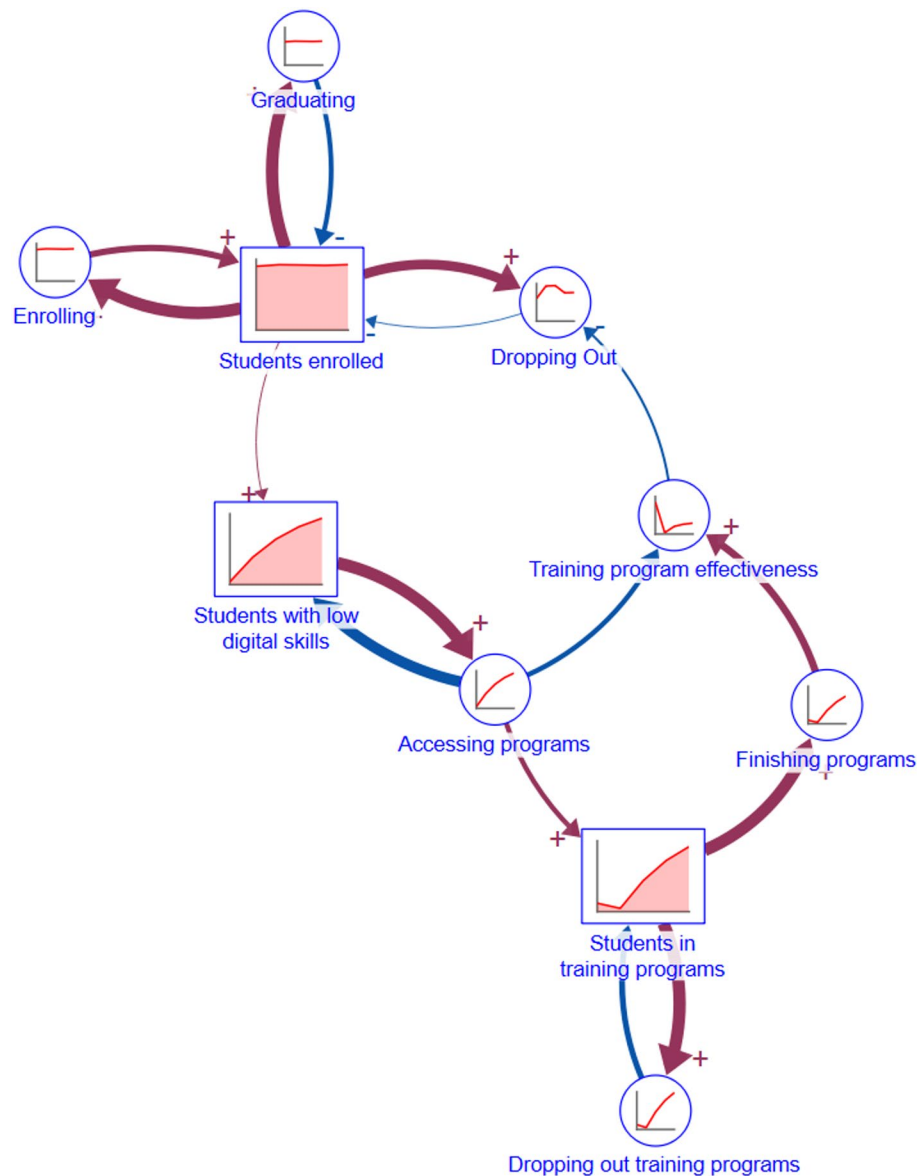 Graduating
+
-
+
+
Enrolling
-
Students enrolled
Dropping Out
-
+
+
Training program effectiveness
Students with low
digital skills
+
Accessing programs
Finishing programs
+
+
Students in
training programs
+
Dropping out training programs